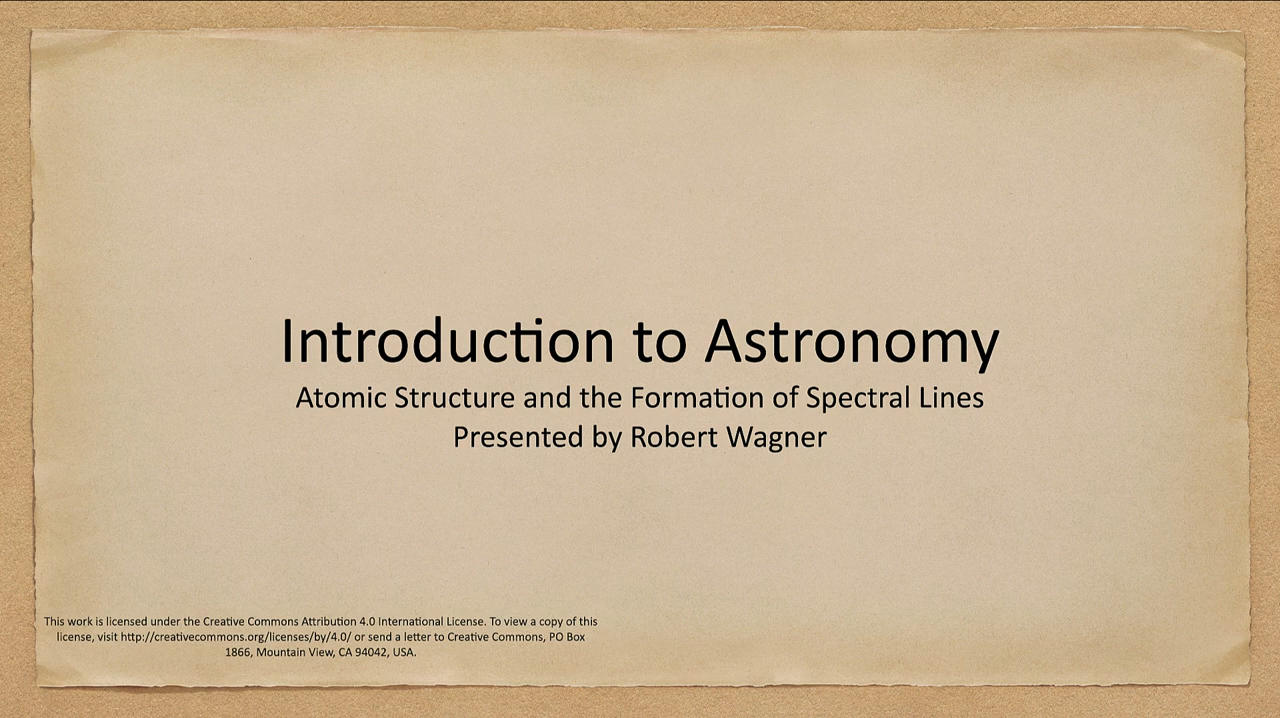 Introduction to Astronomy
Atomic Structure and the Formation of Spectral Lines
Presented by Robert Wagner
This work is licensed under the Creative Commons Attribution 4.0 International License. To view a copy of this
license, visit http://creativecommons.org/licenses/by/4.0/ or send a letter to Creative Commons, PO Box
1866, Mountain View, CA 94042, USA.